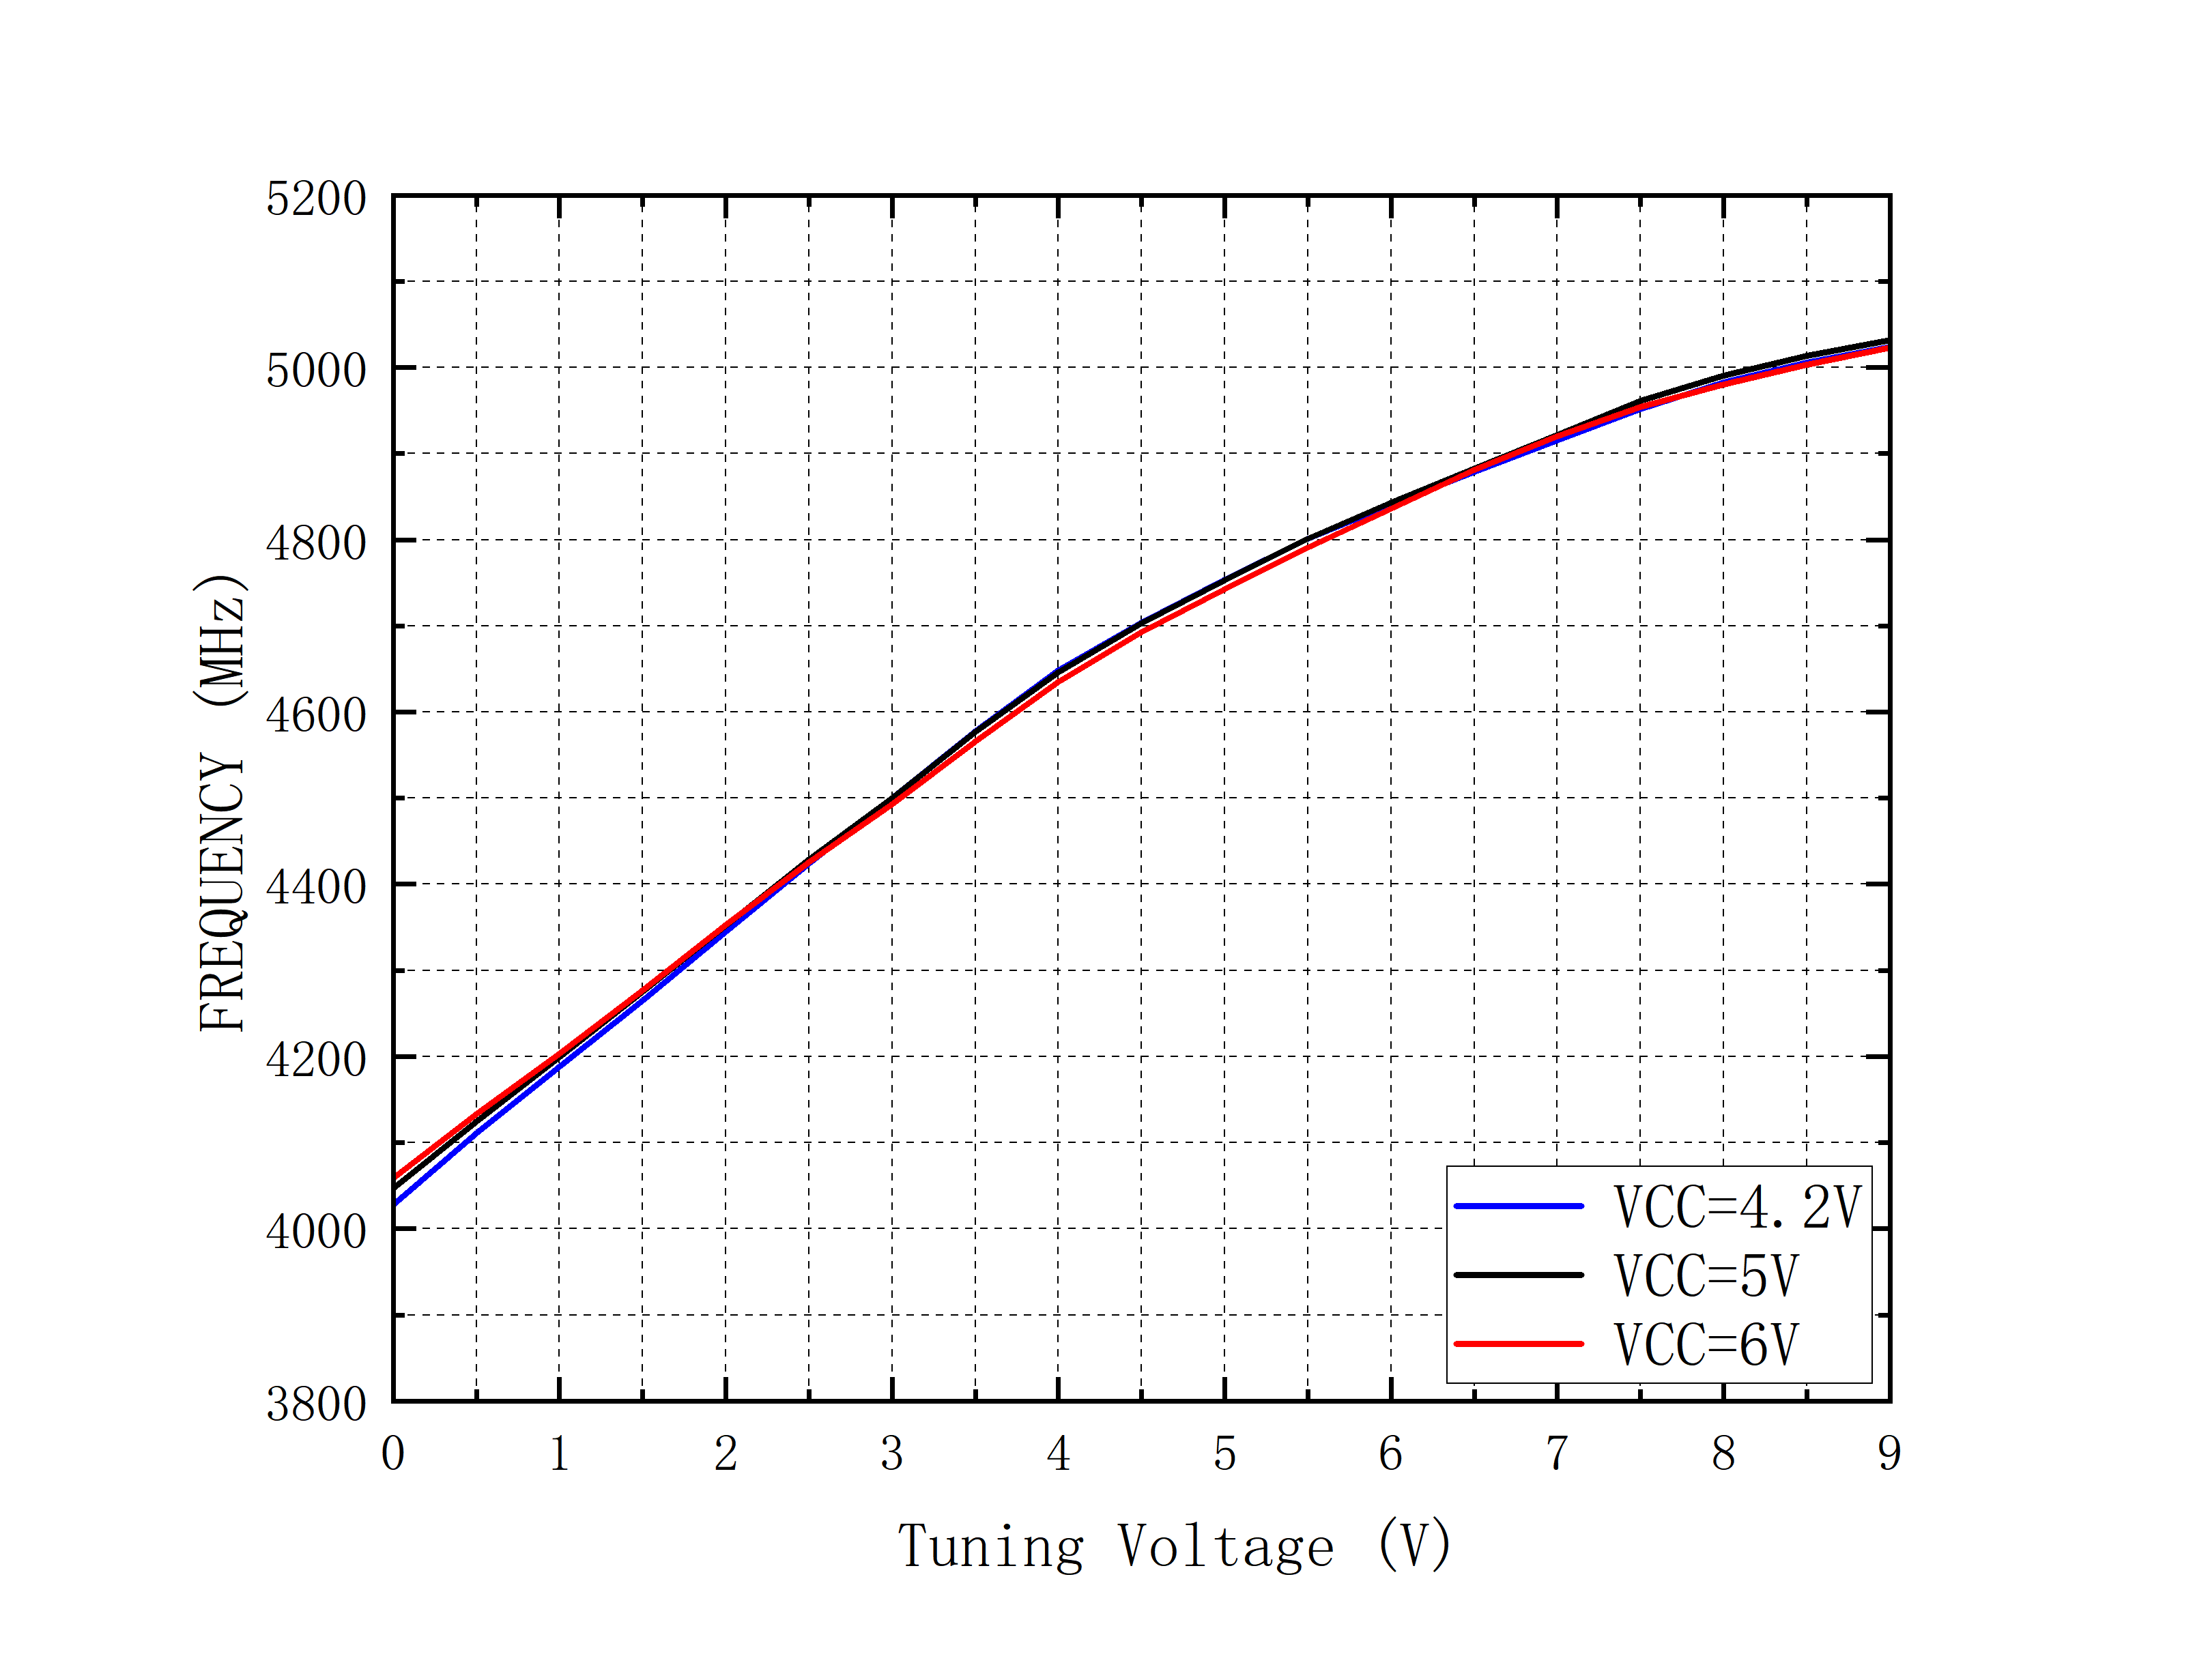 5200
5000
4800
4600
4400
4200
4000
3800
FREQUENCY (MHz)
VCC=4.2V
VCC=5V
VCC=6V
0 1 2 3 4 5 6 7 8 9
Tuning Voltage (V)